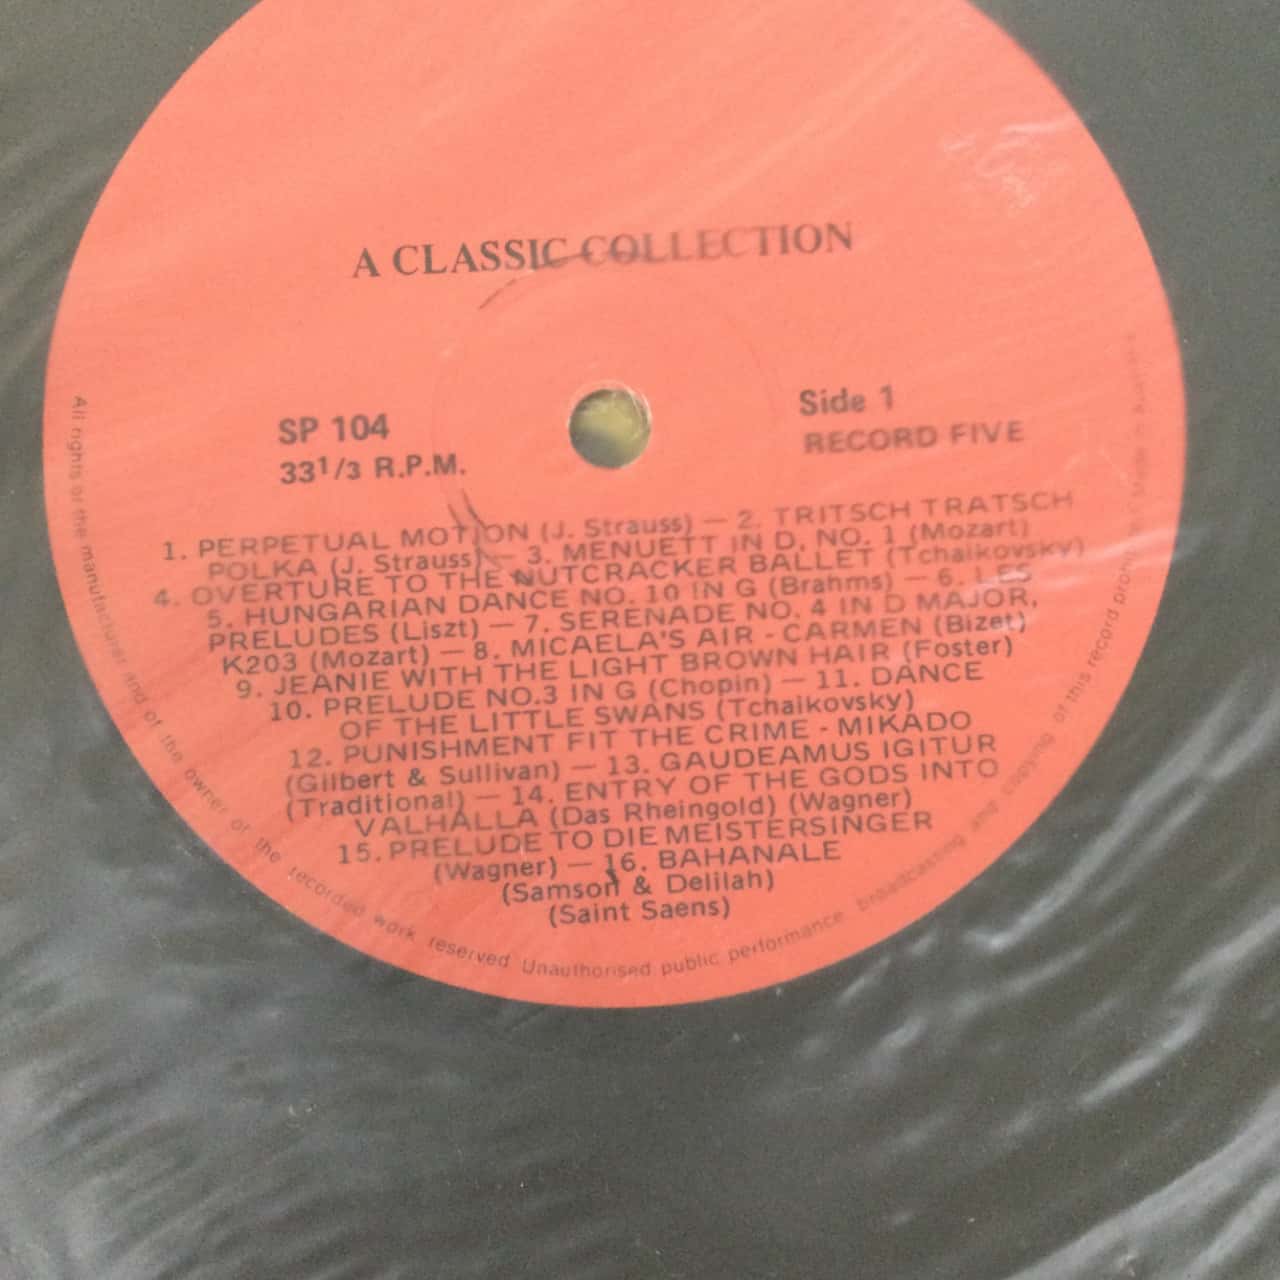 A CLASSIC COLLECTION
SP 104
33 1/3 R.P.M.
Side 1
RECORD FIVE
1. PERPETUAL MOTION (J. Strauss) — 2. TRITSCH TRATSCH
POLKA (J. Strauss) — 3. MENUETT IN D, NO. 1 (Mozart)
4. OVERTURE TO THE NUTCRACKER BALLET (Tchaikovsky)
5. HUNGARIAN DANCE NO. 10 IN G (Brahms) — 6. LES
PRELUDES (Liszt) — 7. SERENADE NO. 4 IN D MAJOR,
K203 (Mozart) — 8. MICAELA'S AIR - CARMEN (Bizet)
9. JEANIE WITH THE LIGHT BROWN HAIR (Foster)
10. PRELUDE NO.3 IN G (Chopin) — 11. DANCE
OF THE LITTLE SWANS (Tchaikovsky)
12. PUNISHMENT FIT THE CRIME - MIKADO
(Gilbert & Sullivan) — 13. GAUDEAMUS IGITUR
(Traditional) — 14. ENTRY OF THE GODS INTO
VALHALLA (Das Rheingold) (Wagner)
15. PRELUDE TO DIE MEISTERSINGER
(Wagner) — 16. BAHANALE
(Samson & Delilah)
(Saint Saens)
All rights of the manufacturer and of the owner of the recorded work reserved Unauthorised public performance broadcasting and copying of this record